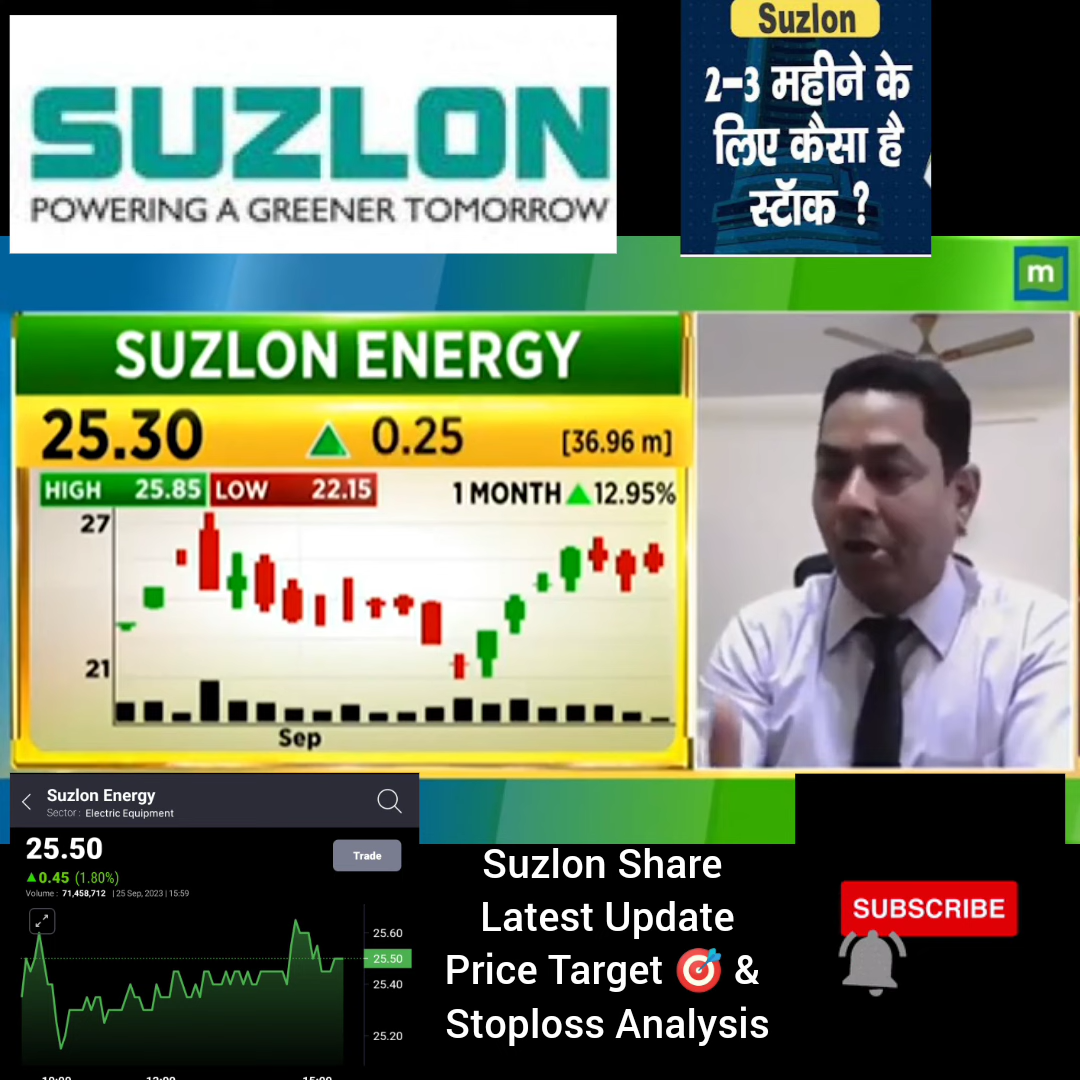 SUZLON
POWERING A GREENER TOMORROW
Suzlon
2-3 महीने के
लिए कैसा है
स्टॉक ?
m
SUZLON ENERGY
25.30 ▲ 0.25 [36.96 m]
HIGH 25.85 LOW 22.15 1 MONTH ▲ 12.95%
27
21
Sep
Suzlon Energy
Sector : Electric Equipment
25.50
Trade
▲0.45 (1.80%)
Volume : 71,458,712 | 25 Sep, 2023 | 15:59
25.60
25.50
25.40
25.20
Suzlon Share
Latest Update
Price Target 🎯 &
Stoploss Analysis
SUBSCRIBE